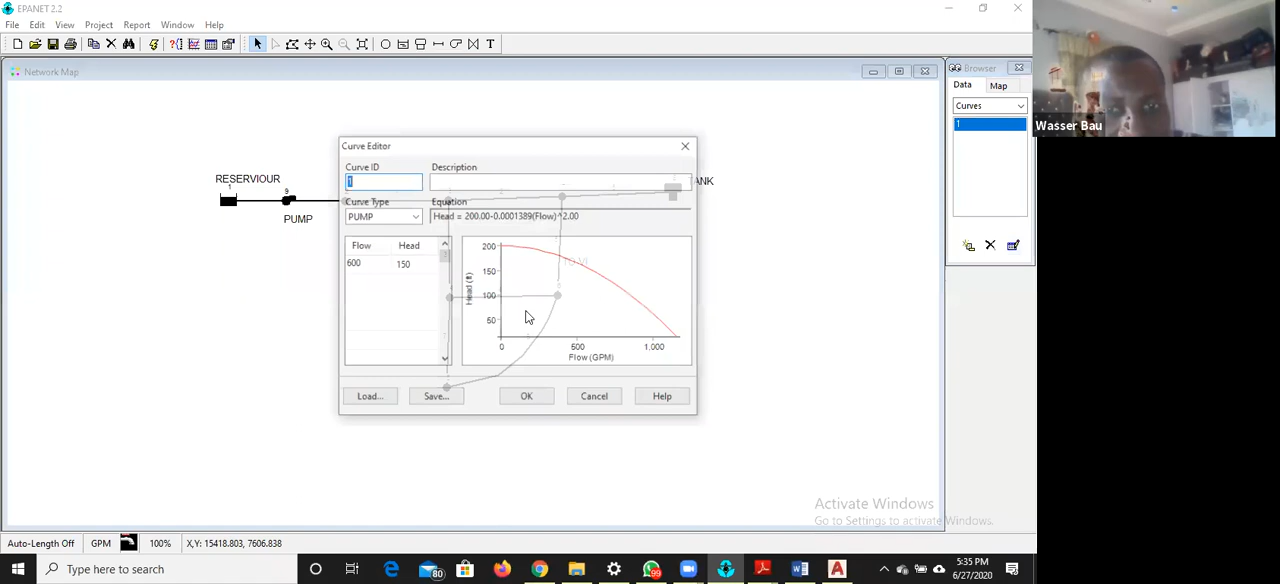 EPANET 2.2
File Edit View Project Report Window Help
Network Map
Browser
Data Map
Curves
1
Wasser Bau
RESERVIOUR
1
9
PUMP
ANK
Curve Editor
Curve ID Description
1
Curve Type Equation
PUMP Head = 200.00-0.0001389(Flow)^2.00
Flow Head
600 150
Head (ft)
200
150
100
50
0 500 1,000
Flow (GPM)
Load... Save... OK Cancel Help
Activate Windows
Go to Settings to activate Windows.
Auto-Length Off GPM 100% X,Y: 15418.803, 7606.838
Type here to search
80
99
5:35 PM
6/27/2020